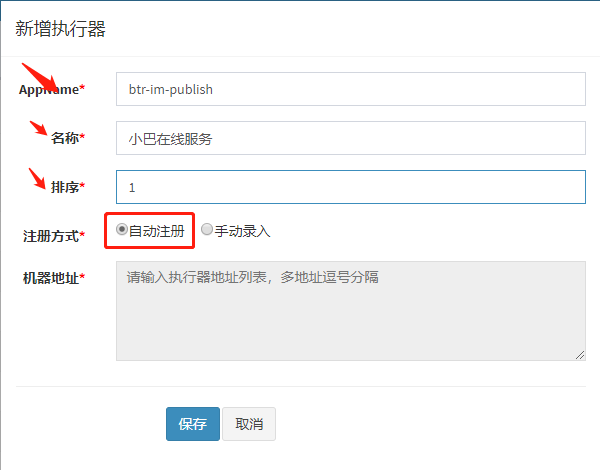 新增执行器
AppName* btr-im-publish
名称* 小巴在线服务
排序* 1
注册方式* 自动注册 手动录入
机器地址* 请输入执行器地址列表，多地址逗号分隔
保存 取消